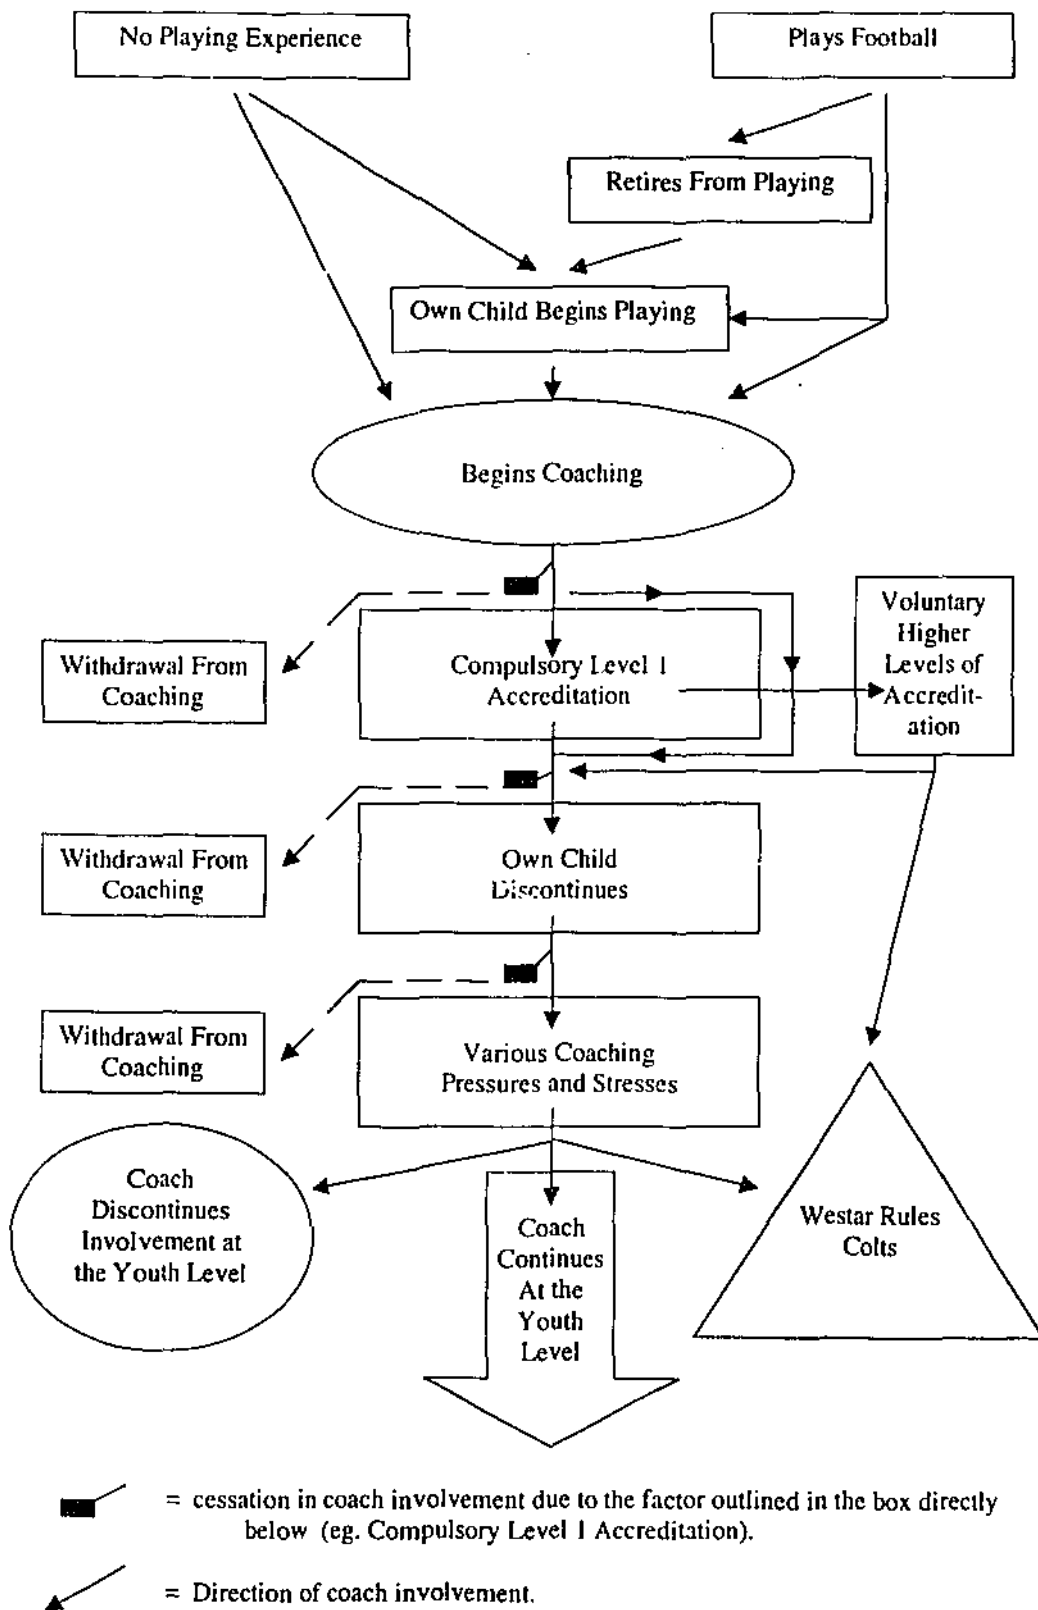 No Playing Experience
Plays Football
Retires From Playing
Own Child Begins Playing
Begins Coaching
Voluntary
Higher
Levels of
Accredit-
ation
Compulsory Level 1
Accreditation
Withdrawal From
Coaching
Own Child
Discontinues
Withdrawal From
Coaching
Various Coaching
Pressures and Stresses
Withdrawal From
Coaching
Coach
Discontinues
Involvement at
the Youth Level
Coach
Continues
At the
Youth
Level
Westar Rules
Colts
= cessation in coach involvement due to the factor outlined in the box directly
below (eg. Compulsory Level 1 Accreditation).
= Direction of coach involvement.